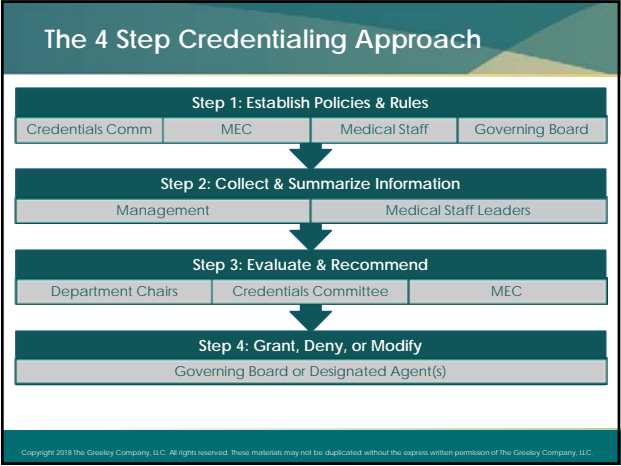 The 4 Step Credentialing Approach
Step 1: Establish Policies & Rules
Credentials Comm MEC Medical Staff Governing Board
Step 2: Collect & Summarize Information
Management Medical Staff Leaders
Step 3: Evaluate & Recommend
Department Chairs Credentials Committee MEC
Step 4: Grant, Deny, or Modify
Governing Board or Designated Agent(s)
Copyright 2018 The Greeley Company, LLC. All rights reserved. These materials may not be duplicated without the express written permission of The Greeley Company, LLC.